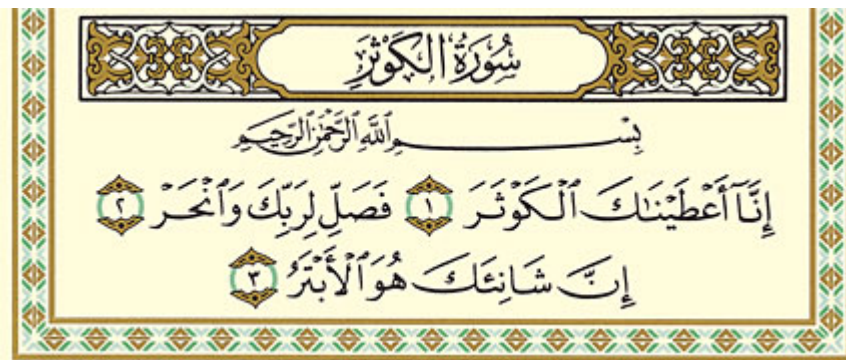 سُورَةُ الكَوثَرِ
بِسْمِ ٱللَّهِ ٱلرَّحْمَٰنِ ٱلرَّحِيمِ
إِنَّآ أَعْطَيْنَٰكَ ٱلْكَوْثَرَ ١ فَصَلِّ لِرَبِّكَ وَٱنْحَرْ ٢
إِنَّ شَانِئَكَ هُوَ ٱلْأَبْتَرُ ٣